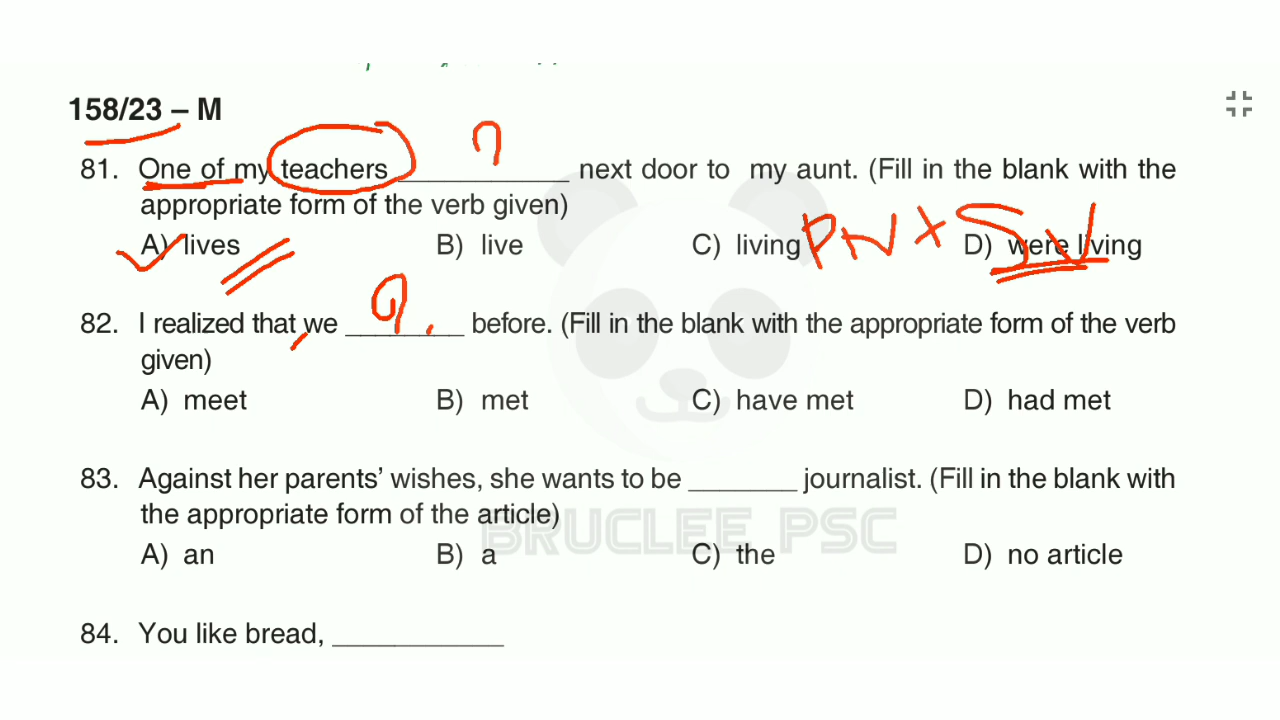 158/23 – M
?
81. One of my teachers ____________ next door to my aunt. (Fill in the blank with the
appropriate form of the verb given)
A) lives B) live C) living D) were living
PN + SV
82. I realized that we ________ before. (Fill in the blank with the appropriate form of the verb
given)
A) meet B) met C) have met D) had met
83. Against her parents’ wishes, she wants to be _______ journalist. (Fill in the blank with
the appropriate form of the article)
BRUCLEE PSC
A) an B) a C) the D) no article
84. You like bread, ___________